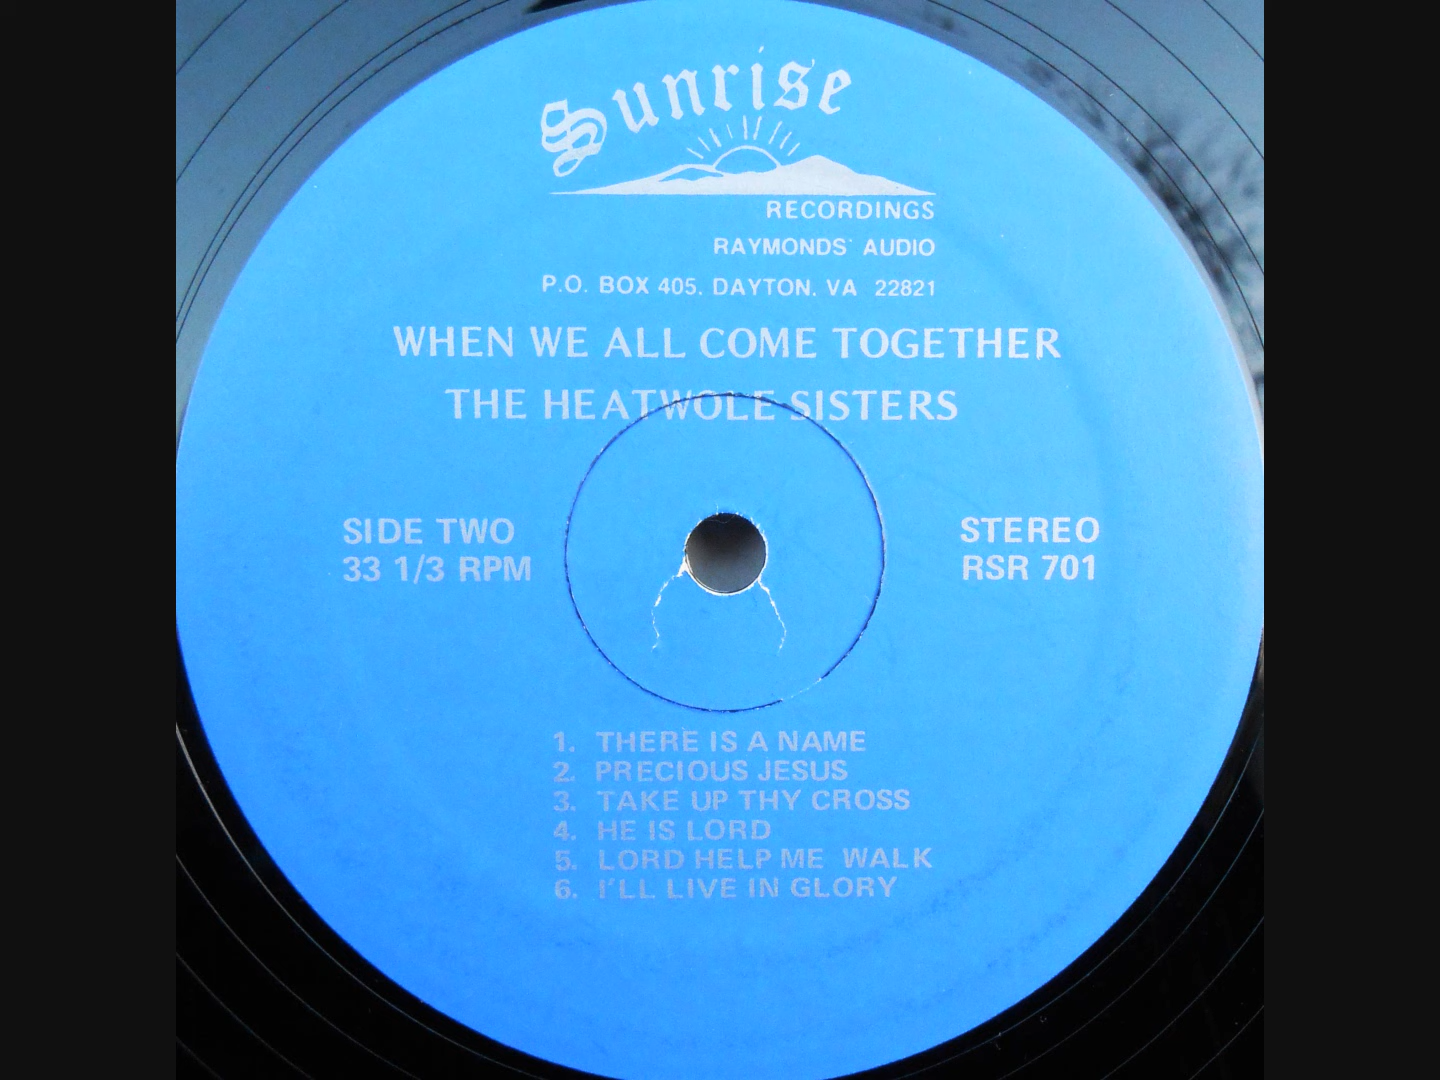 Sunrise
RECORDINGS
RAYMONDS' AUDIO
P.O. BOX 405. DAYTON. VA 22821
WHEN WE ALL COME TOGETHER
THE HEATWOLE SISTERS
SIDE TWO
33 1/3 RPM
STEREO
RSR 701
1. THERE IS A NAME
2. PRECIOUS JESUS
3. TAKE UP THY CROSS
4. HE IS LORD
5. LORD HELP ME WALK
6. I'LL LIVE IN GLORY